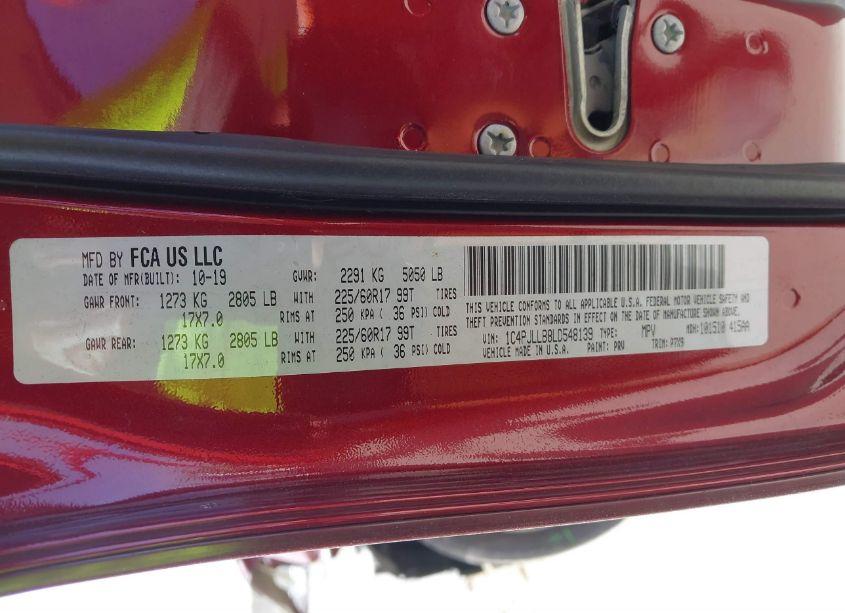 MFD BY FCA US LLC
DATE OF MFR(BUILT): 10-19 GVWR: 2291 KG 5050 LB
GAWR FRONT: 1273 KG 2805 LB WITH 225/60R17 99T TIRES
17X7.0 RIMS AT 250 KPA ( 36 PSI) COLD
GAWR REAR: 1273 KG 2805 LB WITH 225/60R17 99T TIRES
17X7.0 RIMS AT 250 KPA ( 36 PSI) COLD
THIS VEHICLE CONFORMS TO ALL APPLICABLE U.S.A. FEDERAL MOTOR VEHICLE SAFETY AND
THEFT PREVENTION STANDARDS IN EFFECT ON THE DATE OF MANUFACTURE SHOWN ABOVE.
VIN: 1C4PJLLB8LD548139 TYPE: MPV MDH: 101510 415AA
VEHICLE MADE IN U.S.A. PAINT: PRV TRIM: